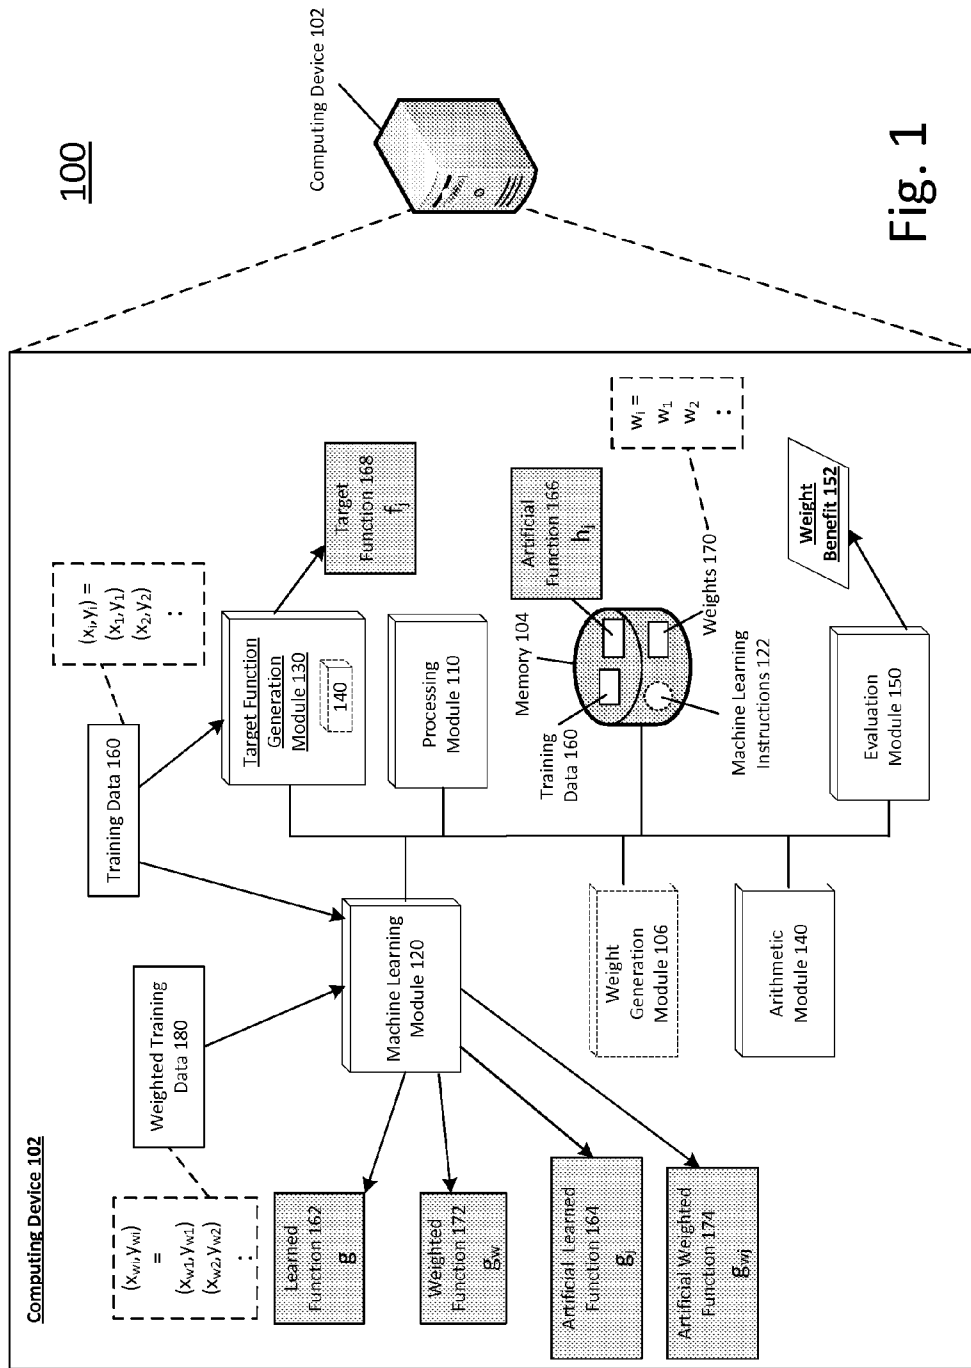 100
Computing Device 102
Fig. 1
Computing Device 102
(xwi,ywi)
=
(xw1,yw1)
(xw2,yw2)
:
Weighted Training
Data 180
Training Data 160
(xi,yi) =
(x1,y1)
(x2,y2)
:
Learned
Function 162
g
Weighted
Function 172
gw
Artificial Learned
Function 164
gj
Artificial Weighted
Function 174
gwj
Machine Learning
Module 120
Target Function
Generation
Module 130
140
Target
Function 168
fj
Processing
Module 110
Memory 104
Training
Data 160
Artificial
Function 166
hj
Weights 170
wi =
w1
w2
:
Machine Learning
Instructions 122
Weight
Generation
Module 106
Arithmetic
Module 140
Evaluation
Module 150
Weight
Benefit 152